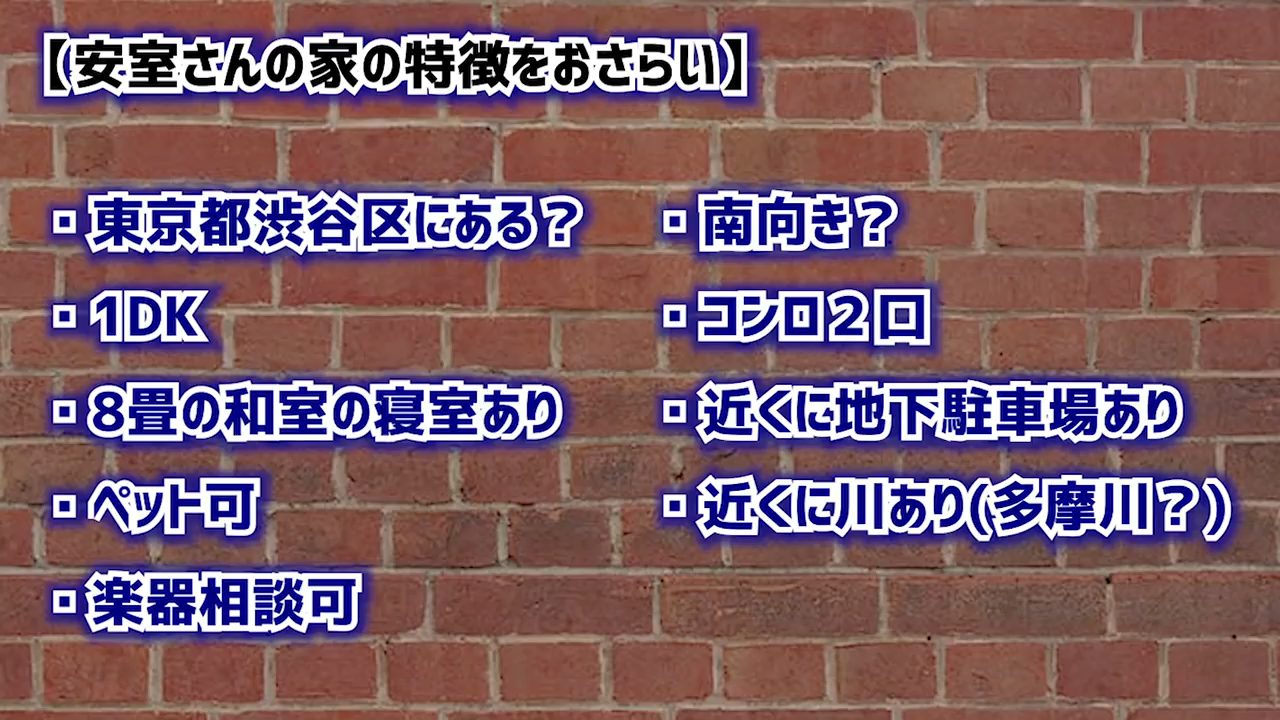 【安室さんの家の特徴をおさらい】
▫東京都渋谷区にある？
▫1DK
▫8畳の和室の寝室あり
▫ペット可
▫楽器相談可
▫南向き？
▫コンロ２口
▫近くに地下駐車場あり
▫近くに川あり(多摩川？)